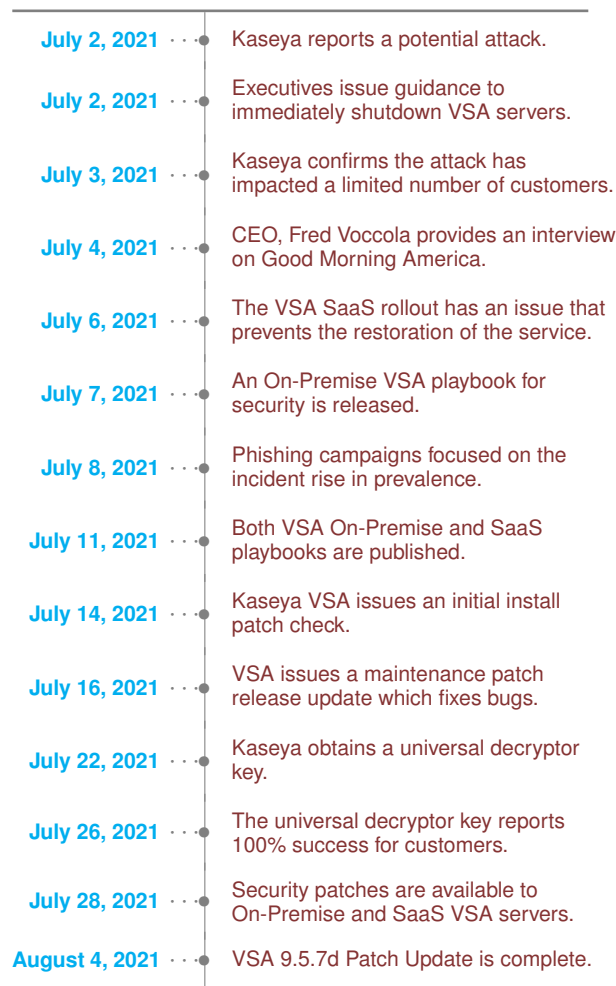 July 2, 2021 Kaseya reports a potential attack.
July 2, 2021 Executives issue guidance to
immediately shutdown VSA servers.
July 3, 2021 Kaseya confirms the attack has
impacted a limited number of customers.
July 4, 2021 CEO, Fred Voccola provides an interview
on Good Morning America.
July 6, 2021 The VSA SaaS rollout has an issue that
prevents the restoration of the service.
July 7, 2021 An On-Premise VSA playbook for
security is released.
July 8, 2021 Phishing campaigns focused on the
incident rise in prevalence.
July 11, 2021 Both VSA On-Premise and SaaS
playbooks are published.
July 14, 2021 Kaseya VSA issues an initial install
patch check.
July 16, 2021 VSA issues a maintenance patch
release update which fixes bugs.
July 22, 2021 Kaseya obtains a universal decryptor
key.
July 26, 2021 The universal decryptor key reports
100% success for customers.
July 28, 2021 Security patches are available to
On-Premise and SaaS VSA servers.
August 4, 2021 VSA 9.5.7d Patch Update is complete.